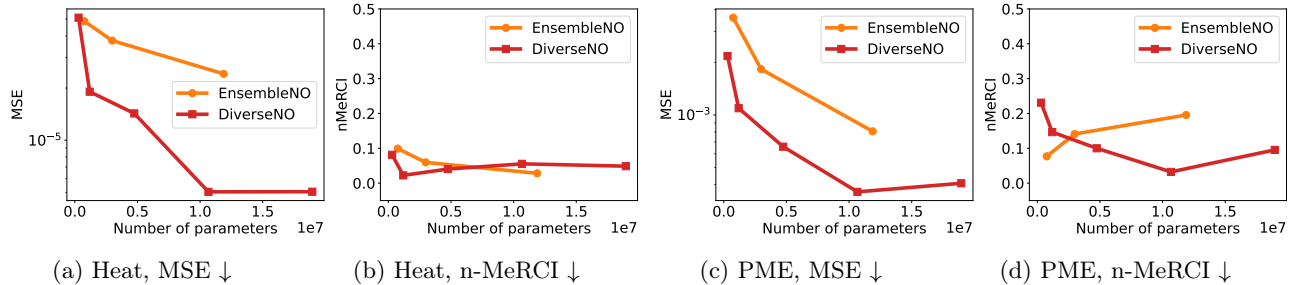 MSE
10⁻⁵
EnsembleNO
DiverseNO
0.0 0.5 1.0 1.5
Number of parameters 1e7
(a) Heat, MSE ↓
nMeRCI
0.5
0.4
0.3
0.2
0.1
0.0
EnsembleNO
DiverseNO
0.0 0.5 1.0 1.5
Number of parameters 1e7
(b) Heat, n-MeRCI ↓
MSE
10⁻³
EnsembleNO
DiverseNO
0.0 0.5 1.0 1.5
Number of parameters 1e7
(c) PME, MSE ↓
nMeRCI
0.5
0.4
0.3
0.2
0.1
0.0
EnsembleNO
DiverseNO
0.0 0.5 1.0 1.5
Number of parameters 1e7
(d) PME, n-MeRCI ↓